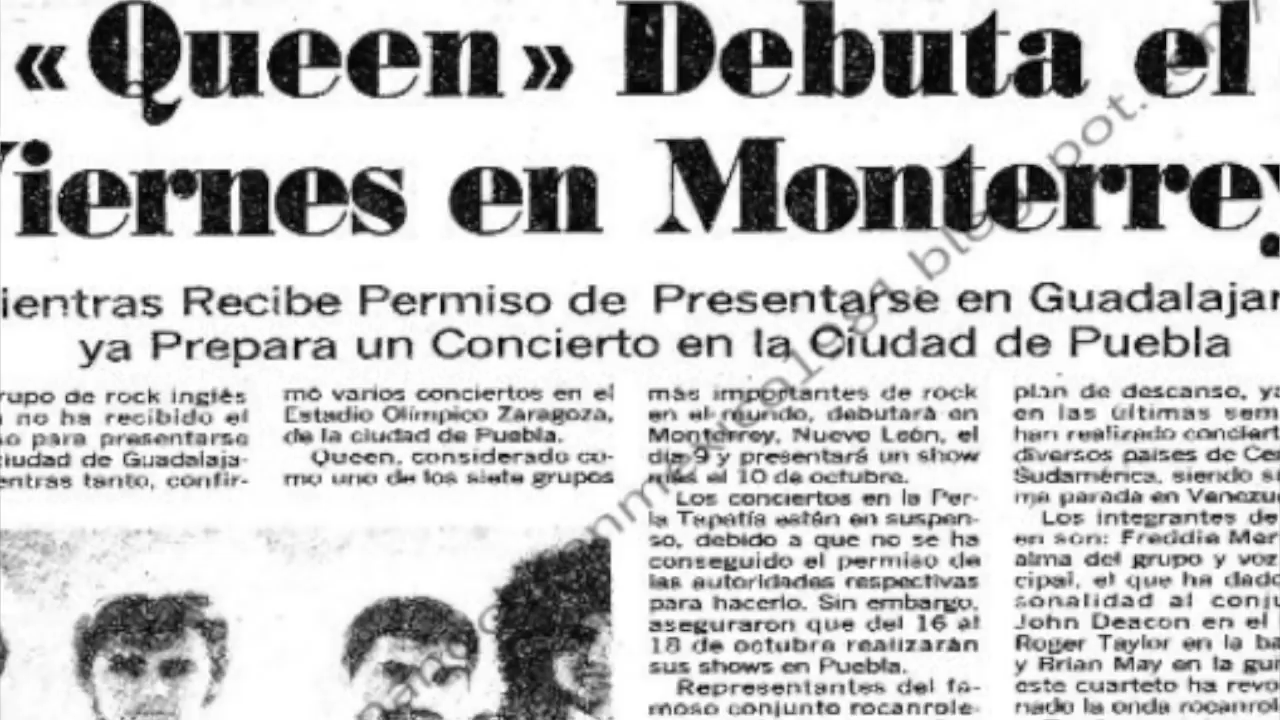 «Queen» Debuta el
Viernes en Monterrey
ientras Recibe Permiso de Presentarse en Guadalajar
ya Prepara un Concierto en la Ciudad de Puebla
rupo de rock inglés
no ha recibido el
so para presentarse
ciudad de Guadalaja-
entras tanto, confir-
mó varios conciertos en el
Estadio Olímpico Zaragoza,
de la ciudad de Puebla.
Queen, considerado co-
mo uno de los siete grupos
más importantes de rock
en el mundo, debutará en
Monterrey, Nuevo León, el
día 9 y presentará un show
más el 10 de octubre.
Los conciertos en la Per-
la Tapatía están en suspen-
so, debido a que no se ha
conseguido el permiso de
las autoridades respectivas
para hacerlo. Sin embargo,
aseguraron que del 16 al
18 de octubre realizarán
sus shows en Puebla.
Representantes del fa-
moso conjunto rocanrole-
plan de descanso, ya
en las últimas sem
han realizado conciert
diversos países de Cen
Sudamérica, siendo s
ma parada en Venezu
Los integrantes de
en son: Freddie Mer
alma del grupo y voz
cipal, el que ha dado
sonalidad al conju
John Deacon en el
Roger Taylor en la ba
y Brian May en la gui
este cuarteto ha revo
nado la onda rocanrol
.blogspot.